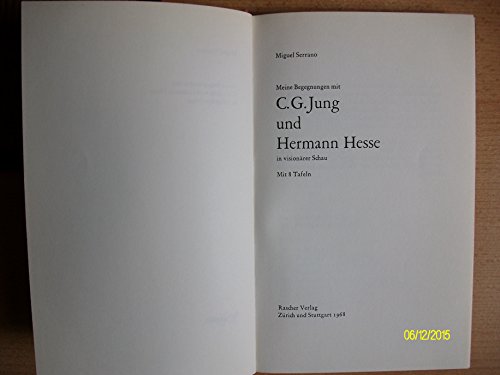 Miguel Serrano
Meine Begegnungen mit
C.G.Jung
und
Hermann Hesse
in visionärer Schau
Mit 8 Tafeln
Rascher Verlag
Zürich und Stuttgart 1968
06/12/2015